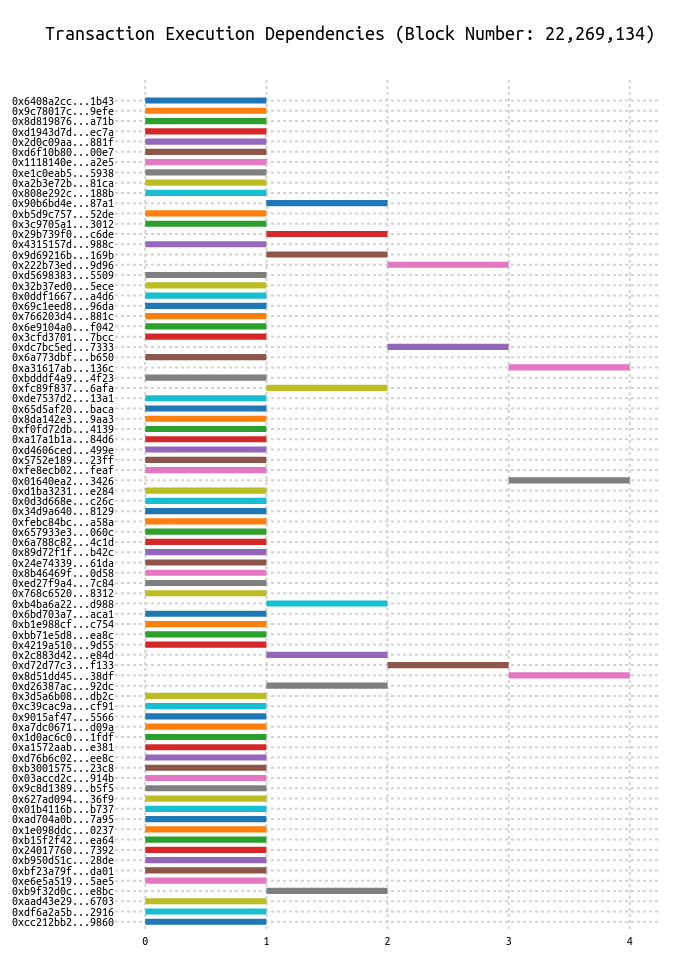 Transaction Execution Dependencies (Block Number: 22,269,134)
0x6408a2cc...1b43
0x9c78017c...9efe
0x8d819876...a71b
0xd1943d7d...ec7a
0x2d0c09aa...881f
0xd6f10b80...00e7
0x1118140e...a2e5
0xe1c0eab5...5938
0xa2b3e72b...81ca
0x808e292c...188b
0x90b6bd4e...87a1
0xb5d9c757...52de
0x3c9705a1...3012
0x29b739f0...c6de
0x4315157d...988c
0x9d69216b...169b
0x222b73ed...9d96
0xd5698383...5509
0x32b37ed0...5ece
0x0ddf1667...a4d6
0x69c1eed8...96da
0x766203d4...881c
0x6e9104a0...f042
0x3cfd3701...7bcc
0xdc7bc5ed...7333
0x6a773dbf...b650
0xa31617ab...136c
0xbdddf4a9...4f23
0xfc89f837...6afa
0xde7537d2...13a1
0x65d5af20...baca
0x8da142e3...9aa3
0xf0fd72db...4139
0xa17a1b1a...84d6
0xd4606ced...499e
0x5752e189...23ff
0xfe8ecb02...feaf
0x01640ea2...3426
0xd1ba3231...e284
0x0d3d668e...c26c
0x34d9a640...8129
0xfebc84bc...a58a
0x657933e3...060c
0x6a788c82...4c1d
0x89d72f1f...b42c
0x24e74339...61da
0x8b46469f...0d58
0xed27f9a4...7c84
0x768c6520...8312
0xb4ba6a22...d988
0x6bd703a7...aca1
0xb1e988cf...c754
0xbb71e5d8...ea8c
0x4219a510...9d55
0x2c883d42...e84d
0xd72d77c3...f133
0x8d51dd45...38df
0xd26387ac...92dc
0x3d5a6b08...db2c
0xc39cac9a...cf91
0x9015af47...5566
0xa7dc0671...d09a
0x1d0ac6c0...1fdf
0xa1572aab...e381
0xd76b6c02...ee8c
0xb3001575...23c8
0x03accd2c...914b
0x9c8d1389...b5f5
0x627ad094...36f9
0x01b4116b...b737
0xad704a0b...7a95
0x1e098ddc...0237
0xb15f2f42...ea64
0x24017760...7392
0xb950d51c...28de
0xbf23a79f...da01
0xe6e5a519...5ae5
0xb9f32d0c...e8bc
0xaad43e29...6703
0xdf6a2a5b...2916
0xcc212bb2...9860
0 1 2 3 4